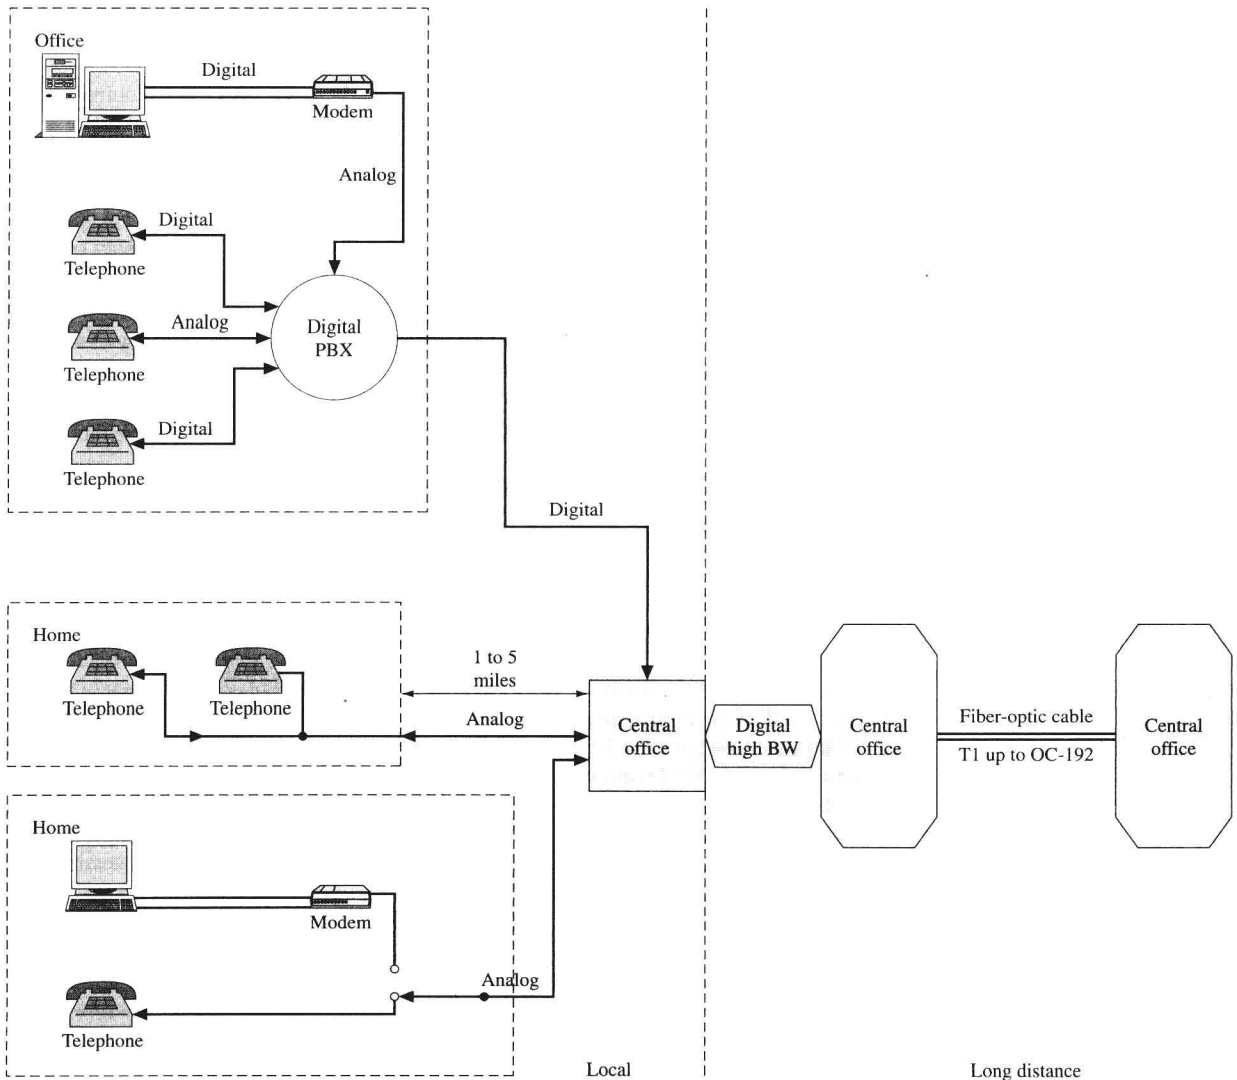 Office
Digital
Modem
Analog
Digital
Telephone
Analog
Telephone
Digital
PBX
Digital
Telephone
Digital
Home
Telephone
Telephone
1 to 5
miles
Analog
Central
office
Digital
high BW
Central
office
Fiber-optic cable
T1 up to OC-192
Central
office
Home
Modem
Analog
Telephone
Local
Long distance